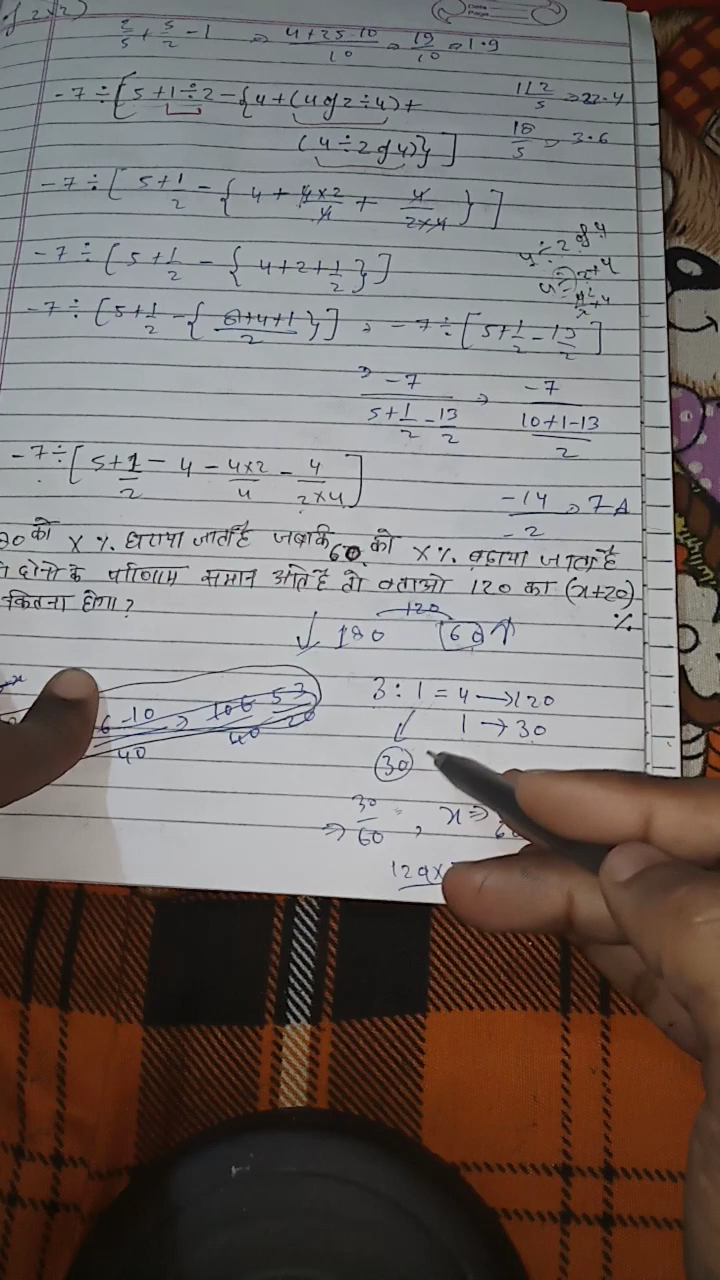 2/5 + 5/2 - 1 ⇒ 4+25-10/10 ⇒ 19/10 ⇒ 1.9
-7 ÷ [5+1÷2 - {4+(4 of 2÷4)+
(4÷2 of 4)}]
112/5 ⇒ 22.4
18/5 ⇒ 3.6
-7 ÷ [5+1/2 - {4 + 4×2/4 + 4/2×4}]
-7 ÷ [5+1/2 - {4+2+1/2}]
4 ÷ 2 of 4
-7 ÷ [5+1/2 - {8+4+1/2}] ⇒ -7 ÷ [5+1/2 - 13/2]
⇒ -7/5+1/2-13/2 ⇒ -7/10+1-13/2
-7 ÷ [5+1/2 - 4 - 4×2/4 - 4/2×4]
-14/-2 ⇒ 7 A
को x %. घटाया जाता है जबकि 60 को x %. बढ़ाया जाता है
दोनो के परिणाम समान आते है तो बताओ 120 का (x+20)
%
कितना होगा?
120
↓ 180 60 ↑
3 : 1 = 4 → 120
1 → 30
30
⇒ 30/60 , x ⇒